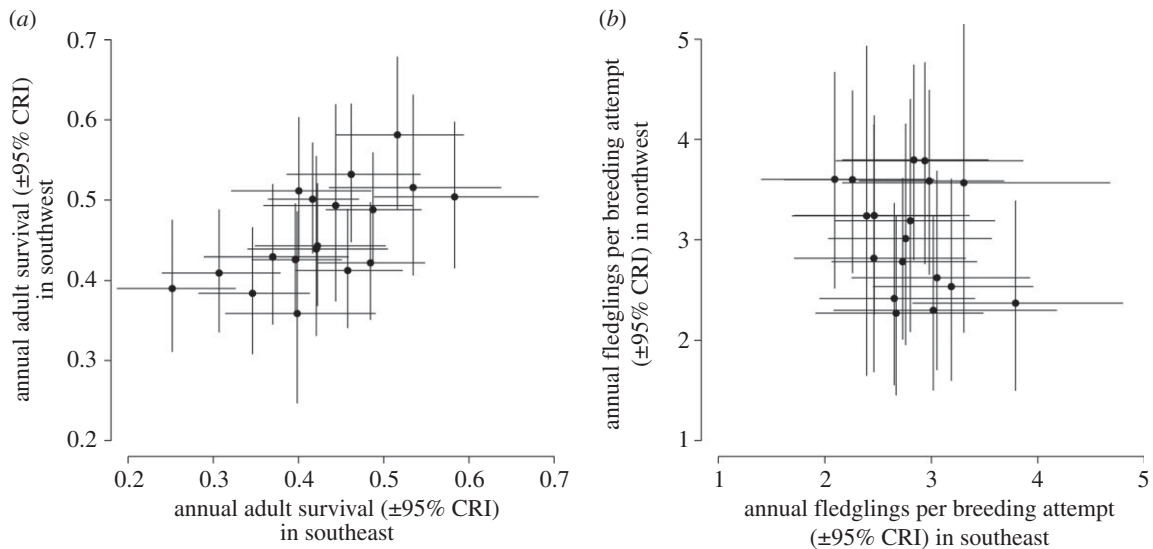 (a)
0.7
0.6
0.5
0.4
0.3
0.2
annual adult survival (±95% CRI)
in southwest
0.2 0.3 0.4 0.5 0.6 0.7
annual adult survival (±95% CRI)
in southeast
(b)
5
4
3
2
1
annual fledglings per breeding attempt
(±95% CRI) in northwest
1 2 3 4 5
annual fledglings per breeding attempt
(±95% CRI) in southeast